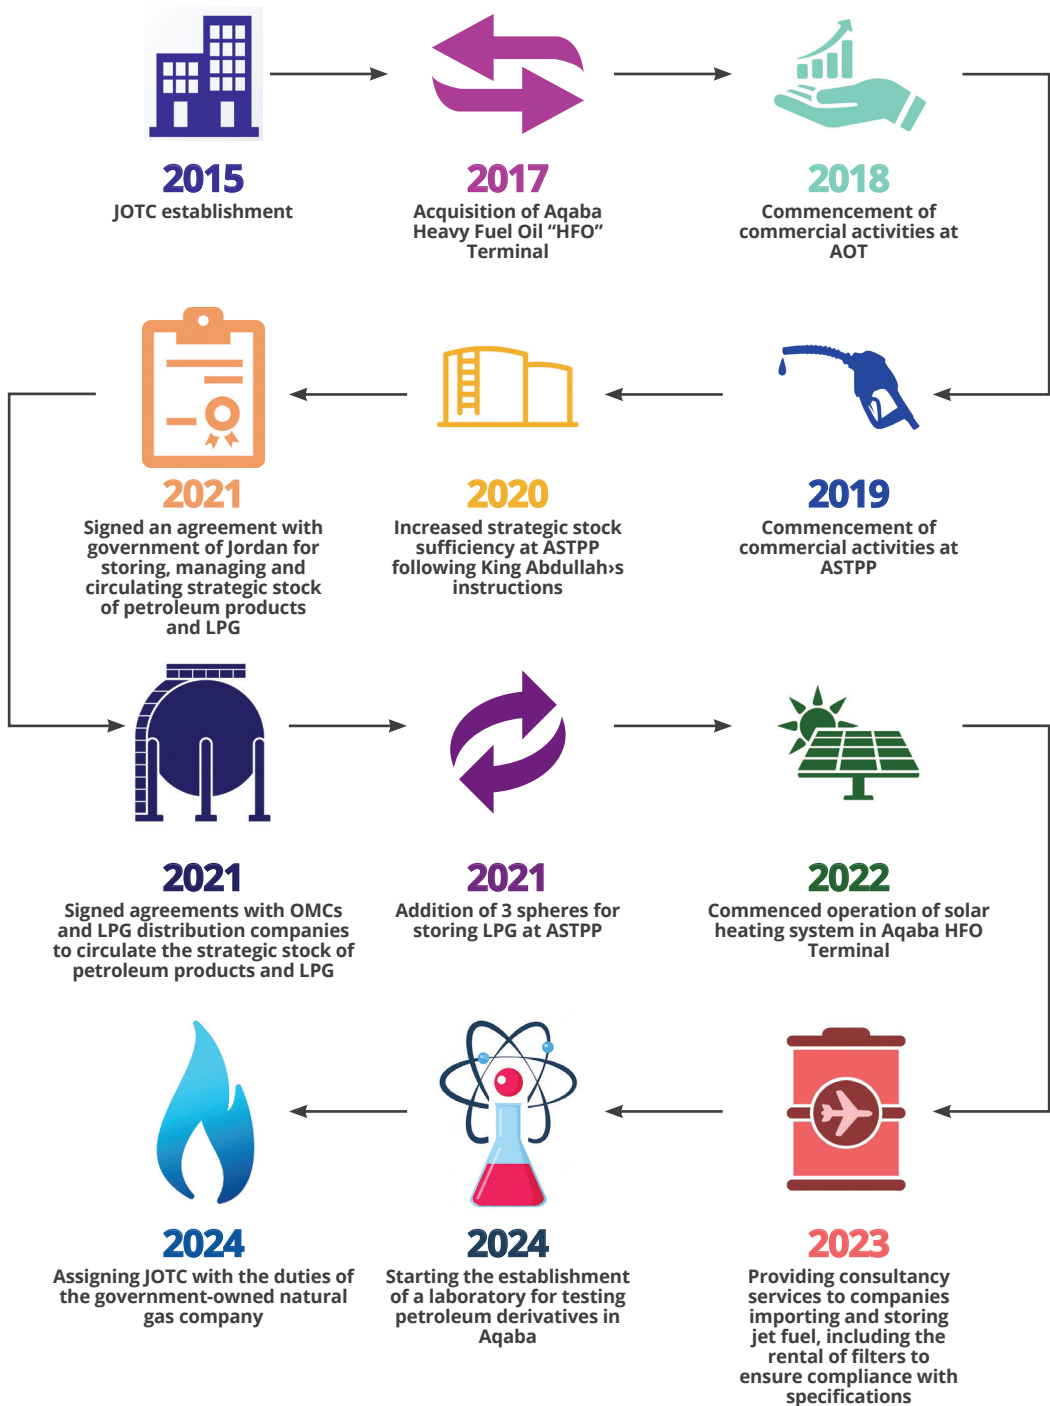 2015
JOTC establishment
2017
Acquisition of Aqaba
Heavy Fuel Oil “HFO”
Terminal
2018
Commencement of
commercial activities at
AOT
2019
Commencement of
commercial activities at
ASTPP
2020
Increased strategic stock
sufficiency at ASTPP
following King Abdullah›s
instructions
2021
Signed an agreement with
government of Jordan for
storing, managing and
circulating strategic stock
of petroleum products
and LPG
2021
Signed agreements with OMCs
and LPG distribution companies
to circulate the strategic stock of
petroleum products and LPG
2021
Addition of 3 spheres for
storing LPG at ASTPP
2022
Commenced operation of solar
heating system in Aqaba HFO
Terminal
2023
Providing consultancy
services to companies
importing and storing
jet fuel, including the
rental of filters to
ensure compliance with
specifications
2024
Starting the establishment
of a laboratory for testing
petroleum derivatives in
Aqaba
2024
Assigning JOTC with the duties of
the government-owned natural
gas company